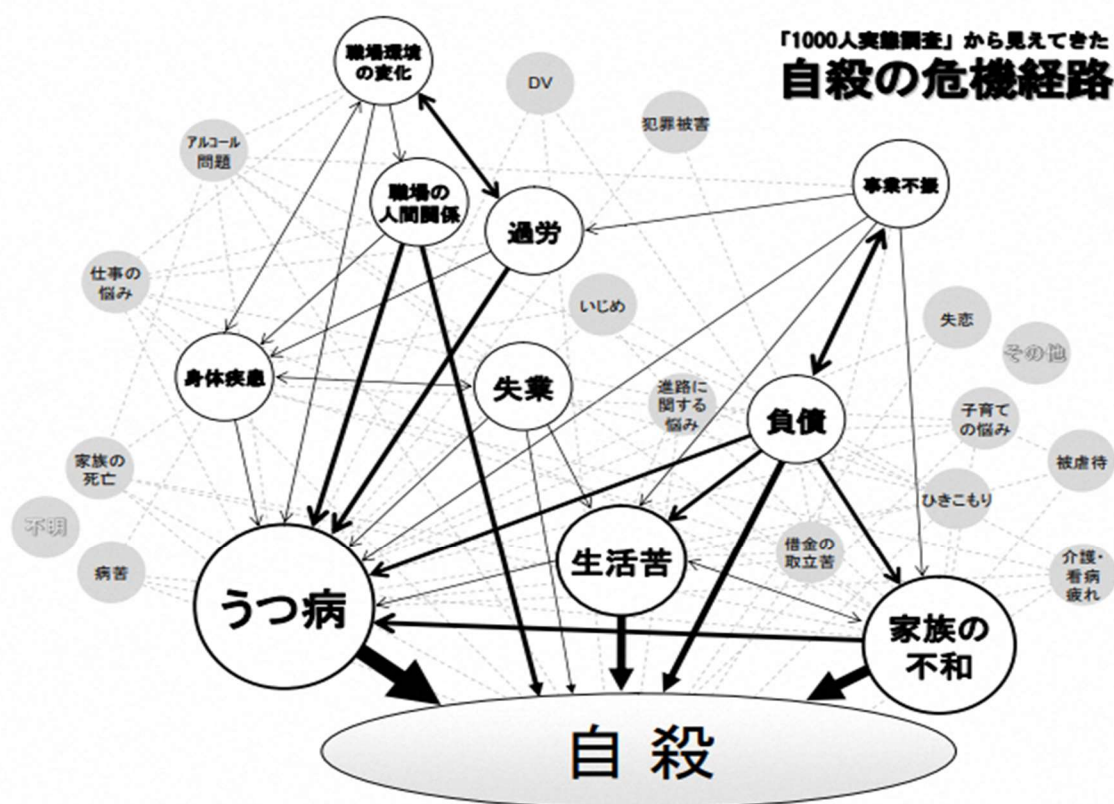 「1000人実態調査」から見えてきた
自殺の危機経路
職場環境
の変化
DV
犯罪被害
アルコール
問題
職場の
人間関係
過労
事業不振
仕事の
悩み
いじめ
失恋
その他
身体疾患
失業
進路に
関する
悩み
負債
子育て
の悩み
家族の
死亡
被虐待
ひきこもり
不明
病苦
うつ病
生活苦
借金の
取立苦
介護・
看病
疲れ
家族の
不和
自殺